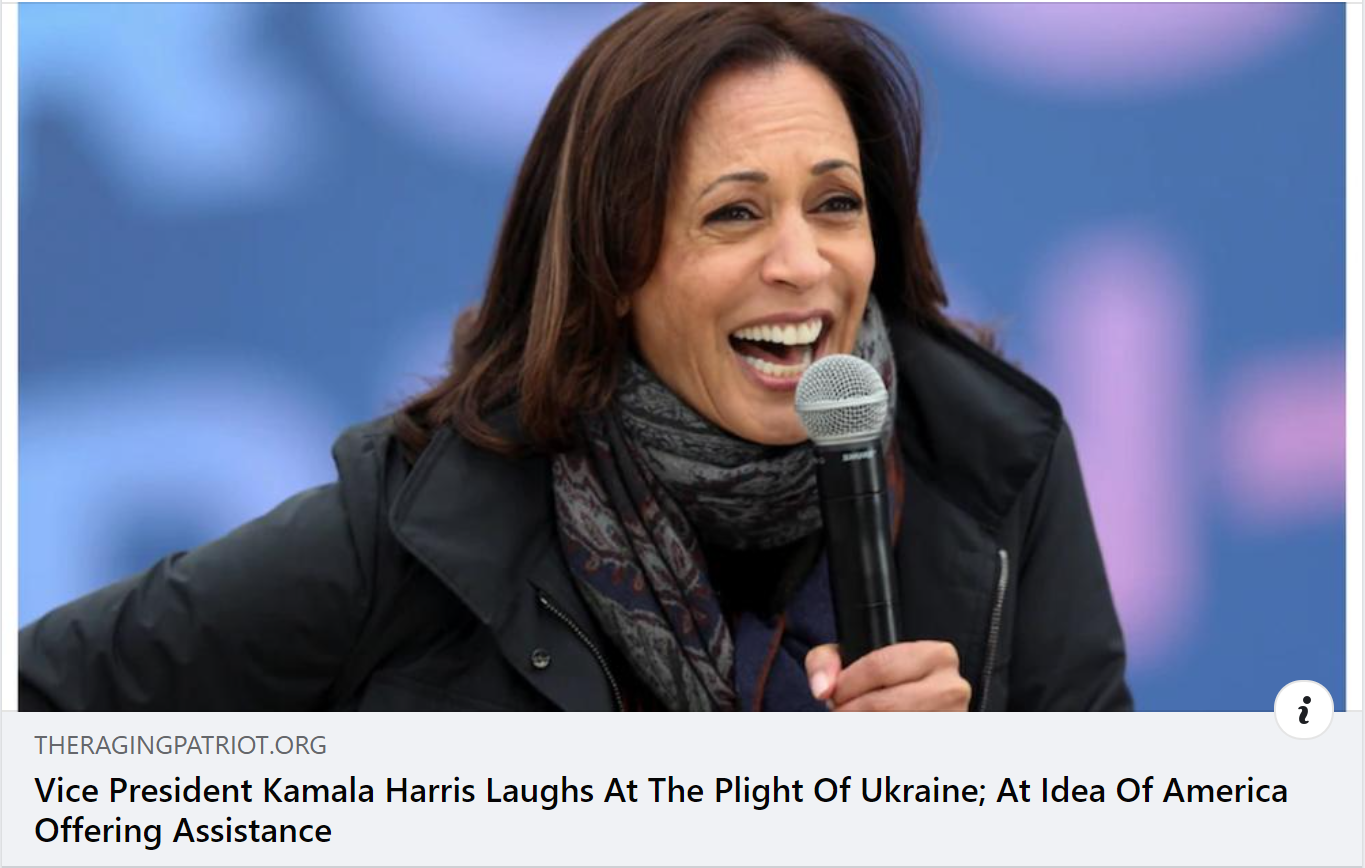 THERAGINGPATRIOT.ORG
Vice President Kamala Harris Laughs At The Plight Of Ukraine; At Idea Of America
Offering Assistance